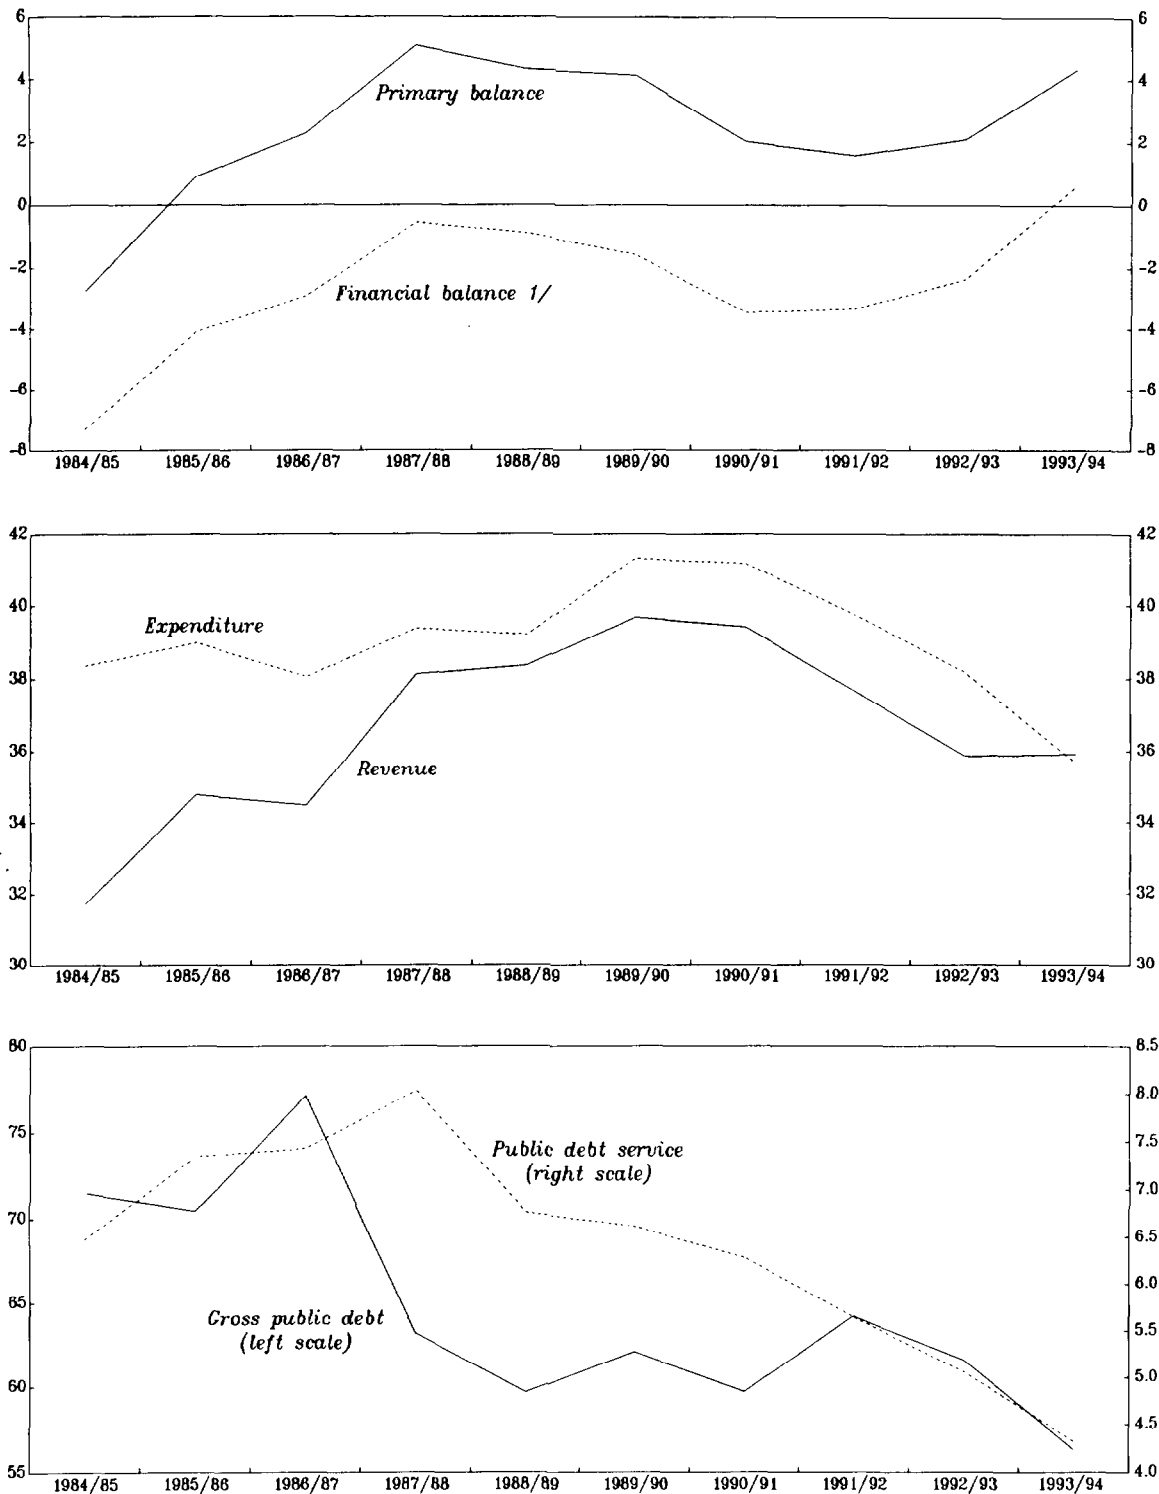 6 6
4 4
Primary balance
2 2
0 0
-2 -2
Financial balance 1/
-4 -4
-6 -6
-8 -8
1984/85 1985/86 1986/87 1987/88 1988/89 1989/90 1990/91 1991/92 1992/93 1993/94
42 42
40 40
Expenditure
38 38
36 36
Revenue
34 34
32 32
30 30
1984/85 1985/86 1986/87 1987/88 1988/89 1989/90 1990/91 1991/92 1992/93 1993/94
80 8.5
8.0
75
7.5
Public debt service
(right scale)
7.0
70
6.5
6.0
65
Gross public debt
5.5
(left scale)
60
5.0
4.5
55 4.0
1984/85 1985/86 1986/87 1987/88 1988/89 1989/90 1990/91 1991/92 1992/93 1993/94